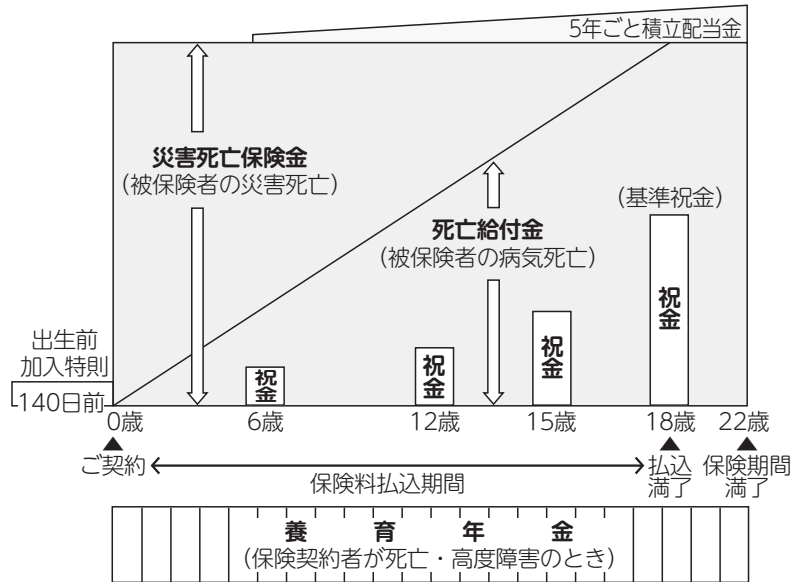 5年ごと積立配当金
災害死亡保険金
(被保険者の災害死亡)
死亡給付金
(被保険者の病気死亡)
(基準祝金)
祝金
祝金
祝金
祝金
出生前
加入特則
140日前
0歳 6歳 12歳 15歳 18歳 22歳
ご契約 保険料払込期間 払込満了 保険期間満了
養育年金
(保険契約者が死亡・高度障害のとき)